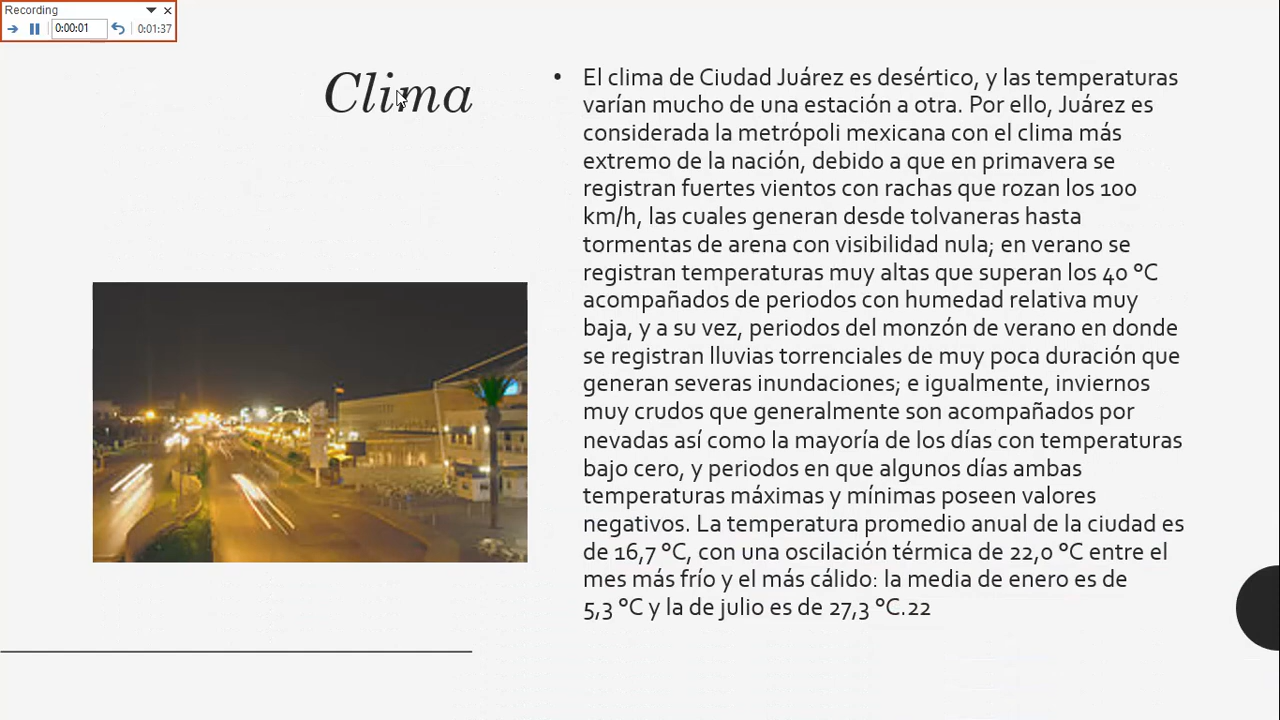 Recording
0:00:01
0:01:37
Clima
• El clima de Ciudad Juárez es desértico, y las temperaturas
varían mucho de una estación a otra. Por ello, Juárez es
considerada la metrópoli mexicana con el clima más
extremo de la nación, debido a que en primavera se
registran fuertes vientos con rachas que rozan los 100
km/h, las cuales generan desde tolvaneras hasta
tormentas de arena con visibilidad nula; en verano se
registran temperaturas muy altas que superan los 40 °C
acompañados de periodos con humedad relativa muy
baja, y a su vez, periodos del monzón de verano en donde
se registran lluvias torrenciales de muy poca duración que
generan severas inundaciones; e igualmente, inviernos
muy crudos que generalmente son acompañados por
nevadas así como la mayoría de los días con temperaturas
bajo cero, y periodos en que algunos días ambas
temperaturas máximas y mínimas poseen valores
negativos. La temperatura promedio anual de la ciudad es
de 16,7 °C, con una oscilación térmica de 22,0 °C entre el
mes más frío y el más cálido: la media de enero es de
5,3 °C y la de julio es de 27,3 °C.22